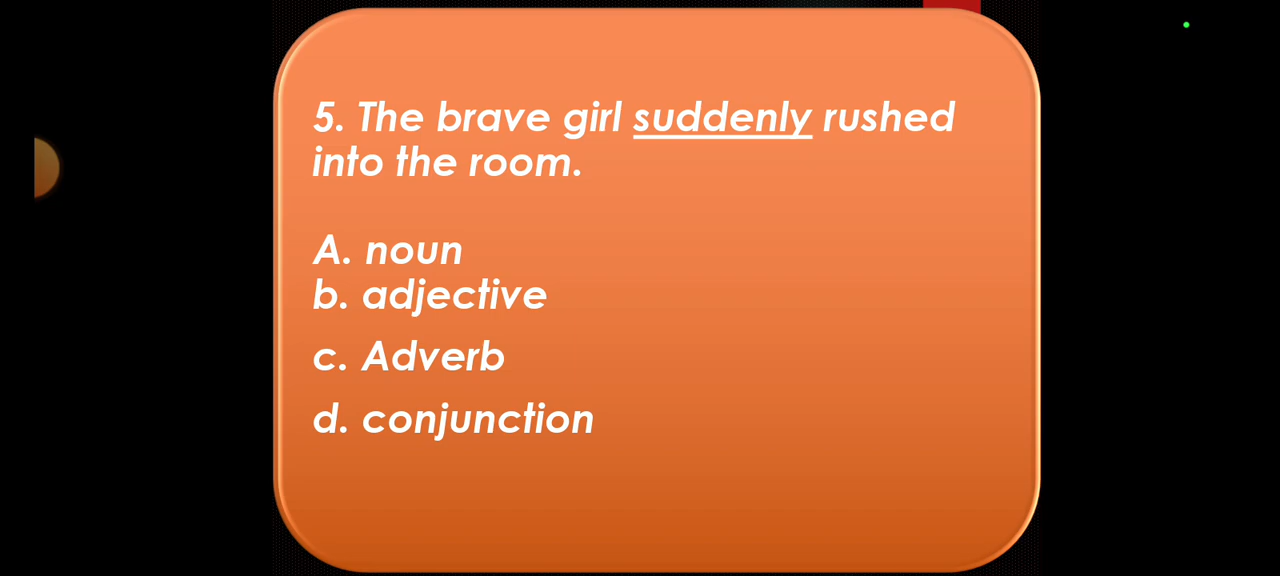 5. The brave girl suddenly rushed
into the room.
A. noun
b. adjective
c. Adverb
d. conjunction